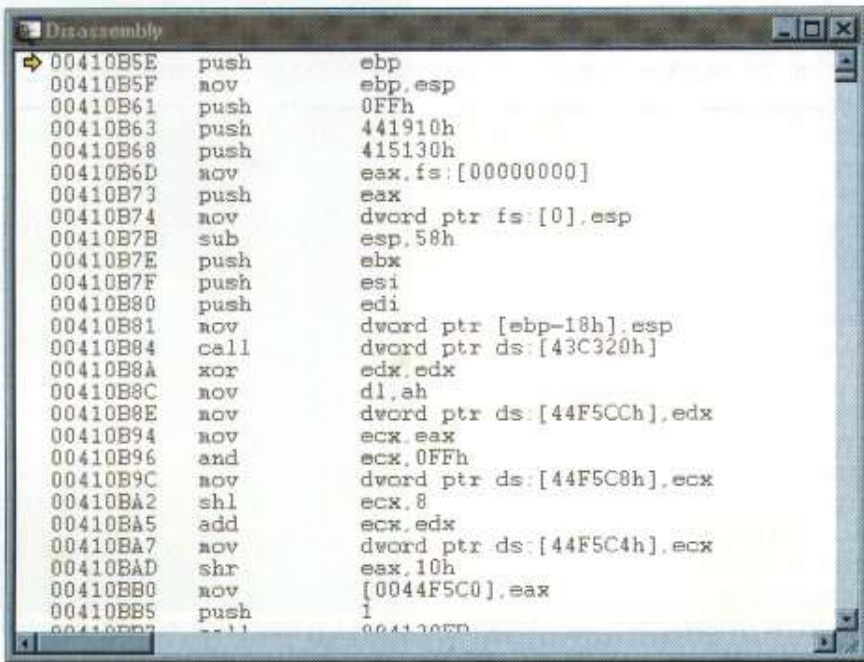 Disassembly
00410B5E push ebp
00410B5F mov ebp,esp
00410B61 push 0FFh
00410B63 push 441910h
00410B68 push 415130h
00410B6D mov eax,fs:[00000000]
00410B73 push eax
00410B74 mov dword ptr fs:[0],esp
00410B7B sub esp,58h
00410B7E push ebx
00410B7F push esi
00410B80 push edi
00410B81 mov dword ptr [ebp-18h],esp
00410B84 call dword ptr ds:[43C320h]
00410B8A xor edx,edx
00410B8C mov dl,ah
00410B8E mov dword ptr ds:[44F5CCh],edx
00410B94 mov ecx,eax
00410B96 and ecx,0FFh
00410B9C mov dword ptr ds:[44F5C8h],ecx
00410BA2 shl ecx,8
00410BA5 add ecx,edx
00410BA7 mov dword ptr ds:[44F5C4h],ecx
00410BAD shr eax,10h
00410BB0 mov [0044F5C0],eax
00410BB5 push 1